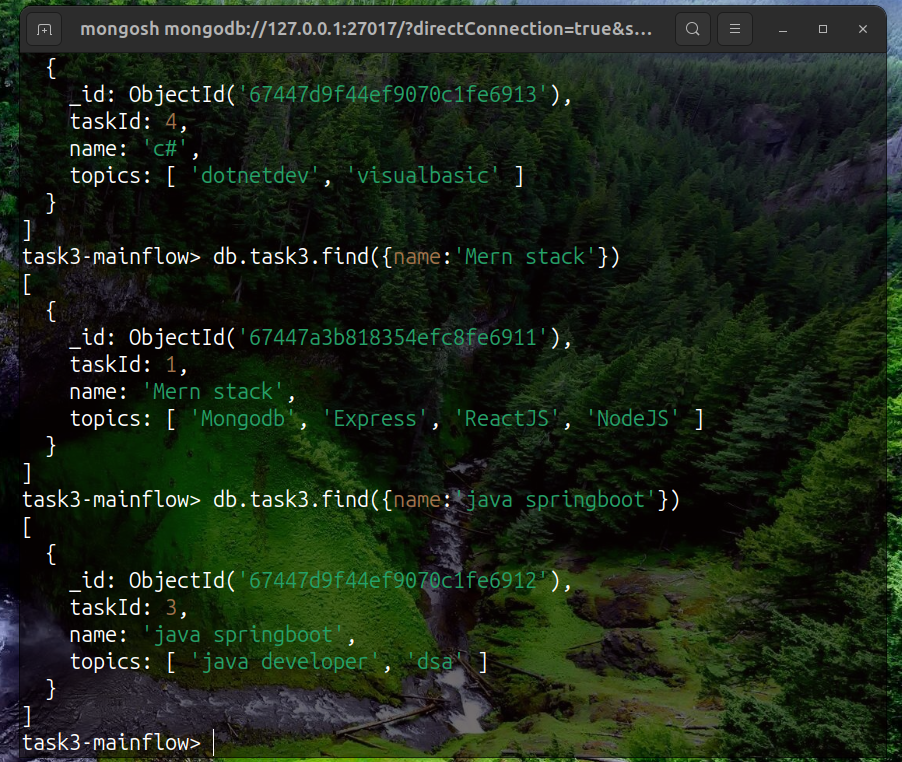 mongosh mongodb://127.0.0.1:27017/?directConnection=true&s...
{
_id: ObjectId('67447d9f44ef9070c1fe6913'),
taskId: 4,
name: 'c#',
topics: [ 'dotnetdev', 'visualbasic' ]
}
]
task3-mainflow> db.task3.find({name:'Mern stack'})
[
{
_id: ObjectId('67447a3b818354efc8fe6911'),
taskId: 1,
name: 'Mern stack',
topics: [ 'Mongodb', 'Express', 'ReactJS', 'NodeJS' ]
}
]
task3-mainflow> db.task3.find({name:'java springboot'})
[
{
_id: ObjectId('67447d9f44ef9070c1fe6912'),
taskId: 3,
name: 'java springboot',
topics: [ 'java developer', 'dsa' ]
}
]
task3-mainflow>